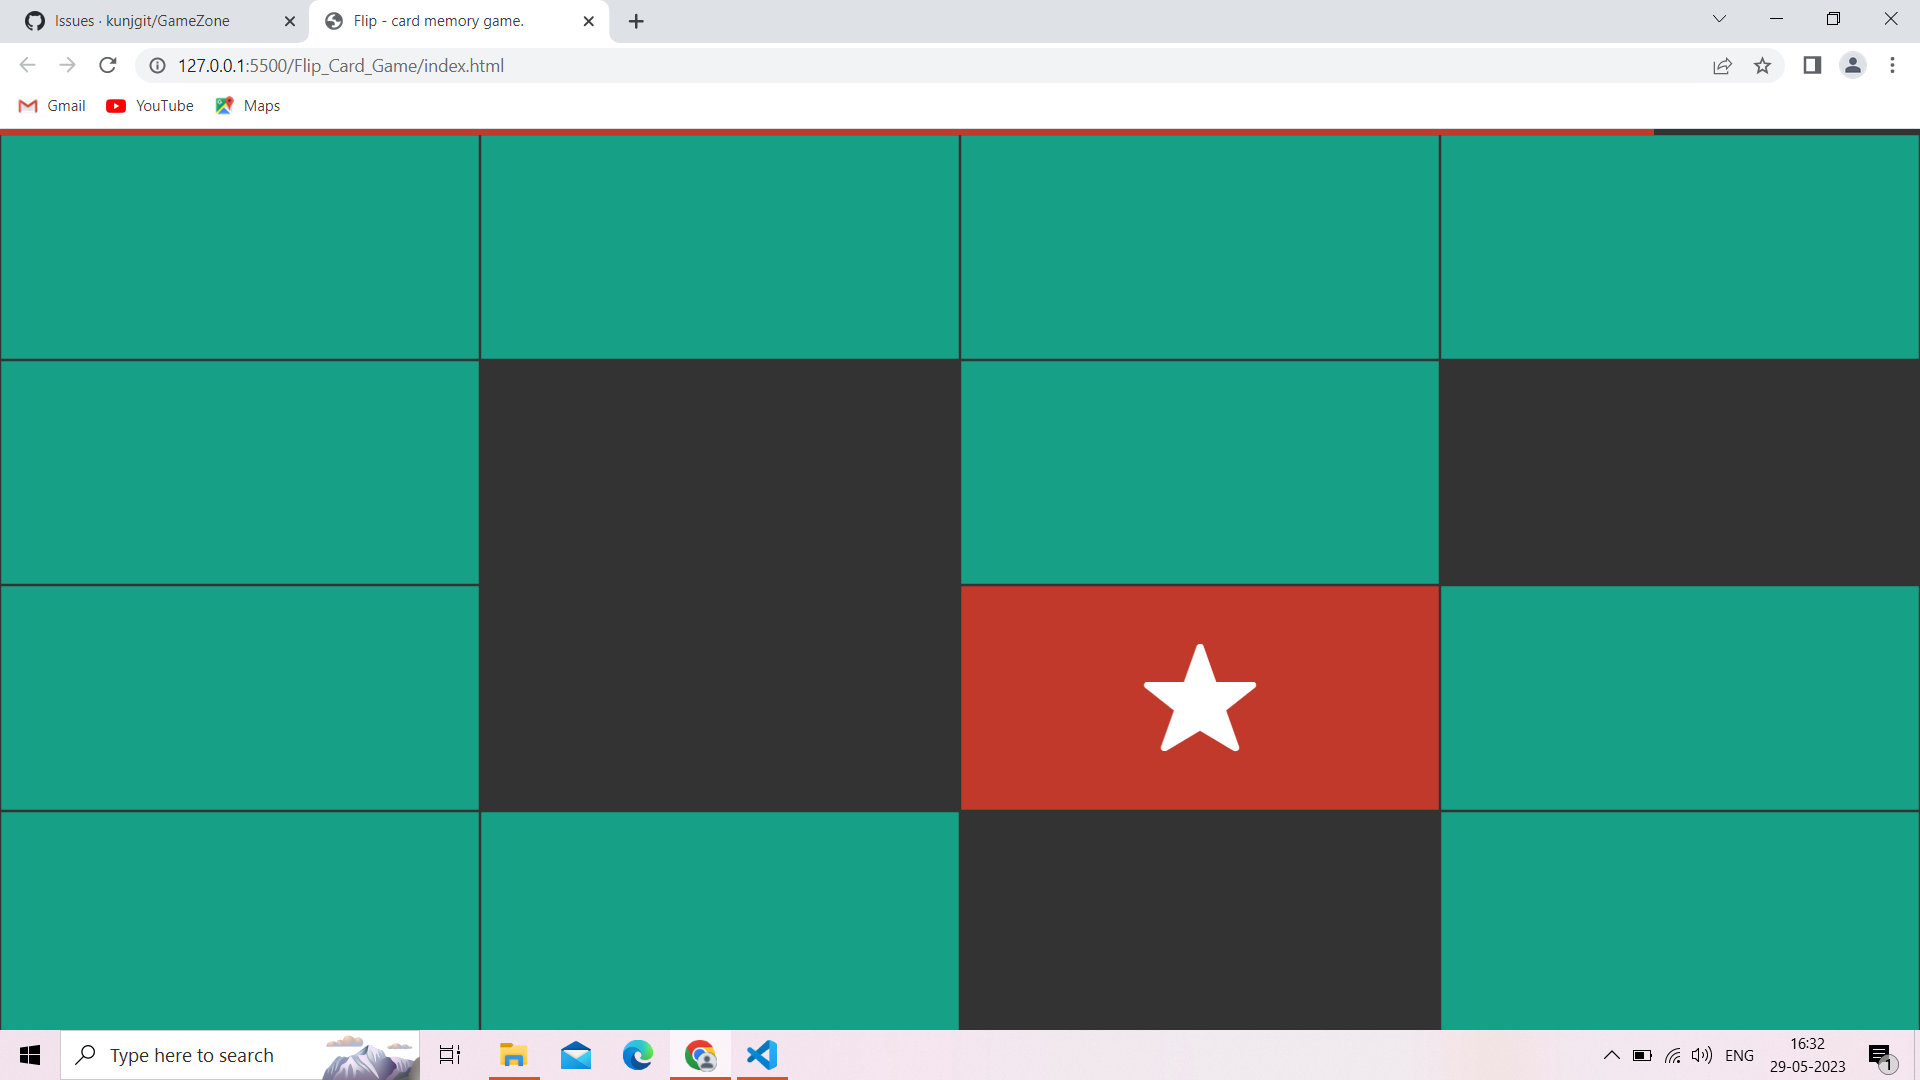 Issues · kunjgit/GameZone
Flip - card memory game.
127.0.0.1:5500/Flip_Card_Game/index.html
Gmail
YouTube
Maps
Type here to search
ENG
16:32
29-05-2023
1